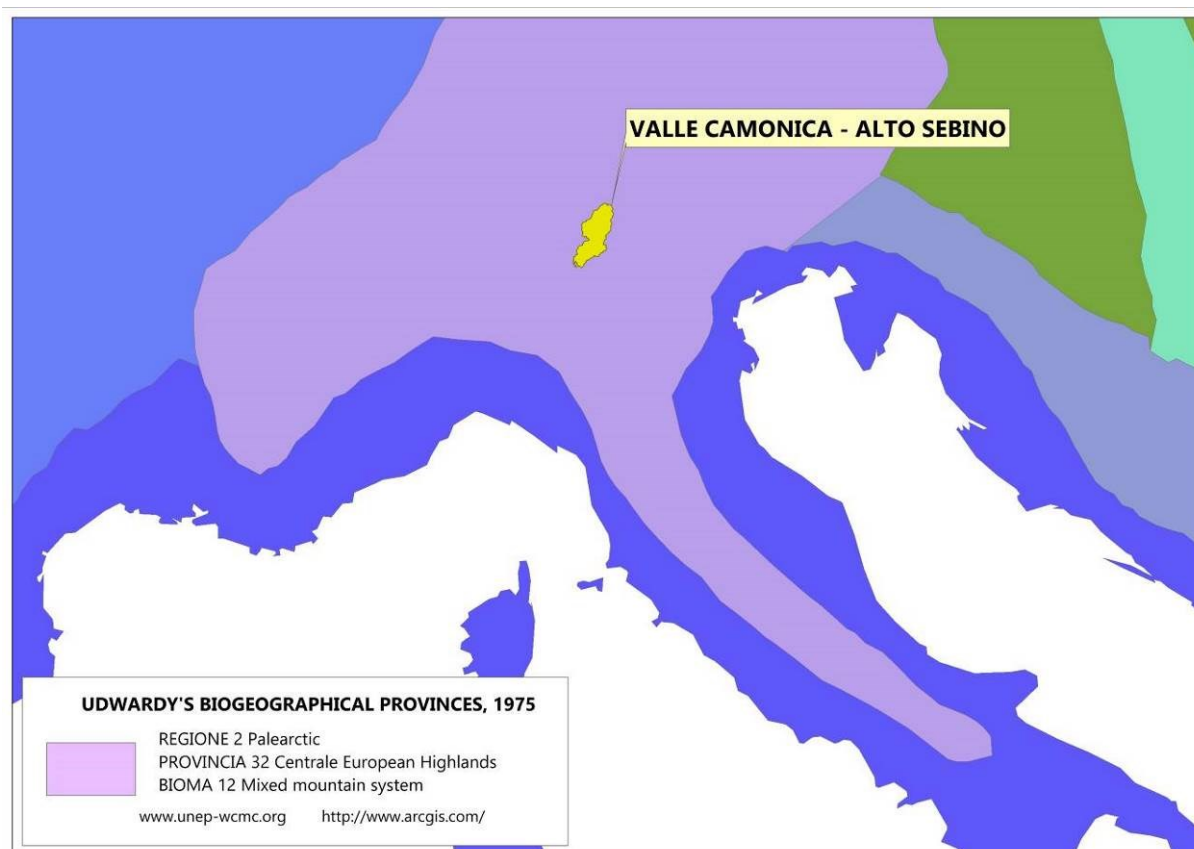 VALLE CAMONICA - ALTO SEBINO
UDWARDY'S BIOGEOGRAPHICAL PROVINCES, 1975
REGIONE 2 Palearctic
PROVINCIA 32 Centrale European Highlands
BIOMA 12 Mixed mountain system
www.unep-wcmc.org http://www.arcgis.com/